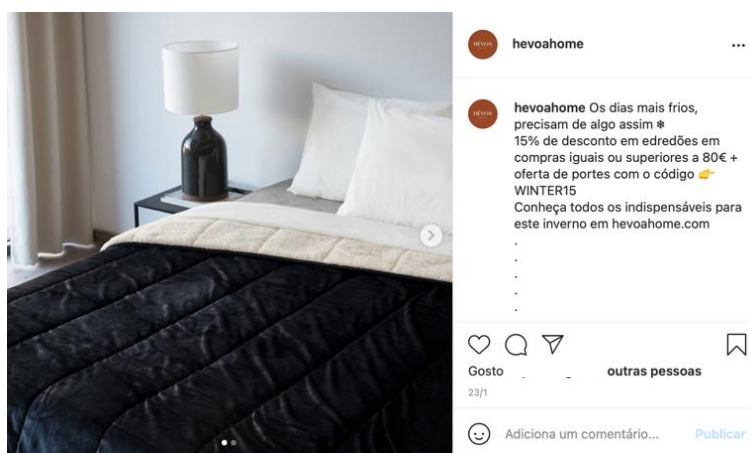 HÉVOA
hevoahome
HÉVOA
hevoahome Os dias mais frios,
precisam de algo assim ❄
15% de desconto em edredões em
compras iguais ou superiores a 80€ +
oferta de portes com o código 👉
WINTER15
Conheça todos os indispensáveis para
este inverno em hevoahome.com
.
.
.
.
.
Gosto outras pessoas
23/1
Adiciona um comentário... Publicar